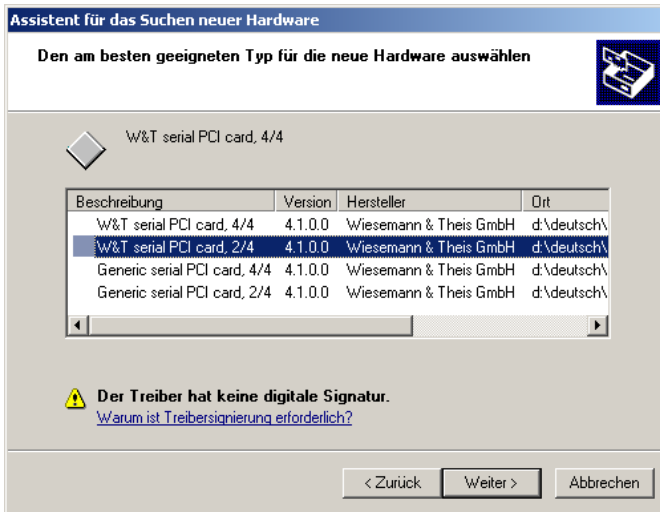 Assistent für das Suchen neuer Hardware
Den am besten geeigneten Typ für die neue Hardware auswählen
W&T serial PCI card, 4/4
Beschreibung Version Hersteller Ort
W&T serial PCI card, 4/4 4.1.0.0 Wiesemann & Theis GmbH d:\deutsch\
W&T serial PCI card, 2/4 4.1.0.0 Wiesemann & Theis GmbH d:\deutsch\
Generic serial PCI card, 4/4 4.1.0.0 Wiesemann & Theis GmbH d:\deutsch\
Generic serial PCI card, 2/4 4.1.0.0 Wiesemann & Theis GmbH d:\deutsch\
Der Treiber hat keine digitale Signatur.
Warum ist Treibersignierung erforderlich?
< Zurück Weiter > Abbrechen